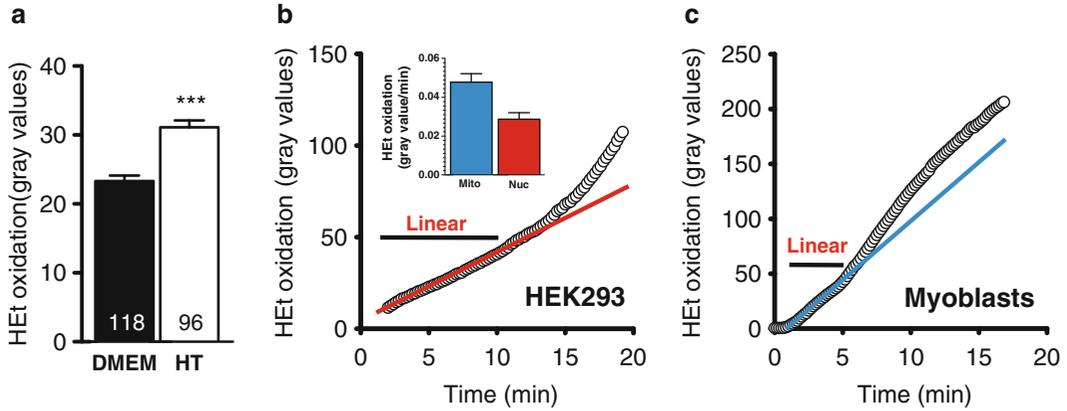 a
HEt oxidation(gray values)
40
30
20
10
0
***
118
96
DMEM
HT
b
HEt oxidation (gray values)
150
100
50
0
HEt oxidation
(gray value/min)
0.06
0.04
0.02
0.00
Mito
Nuc
Linear
HEK293
0
5
10
15
20
Time (min)
c
HEt oxidation (gray values)
250
200
150
100
50
0
Linear
Myoblasts
0
5
10
15
20
Time (min)